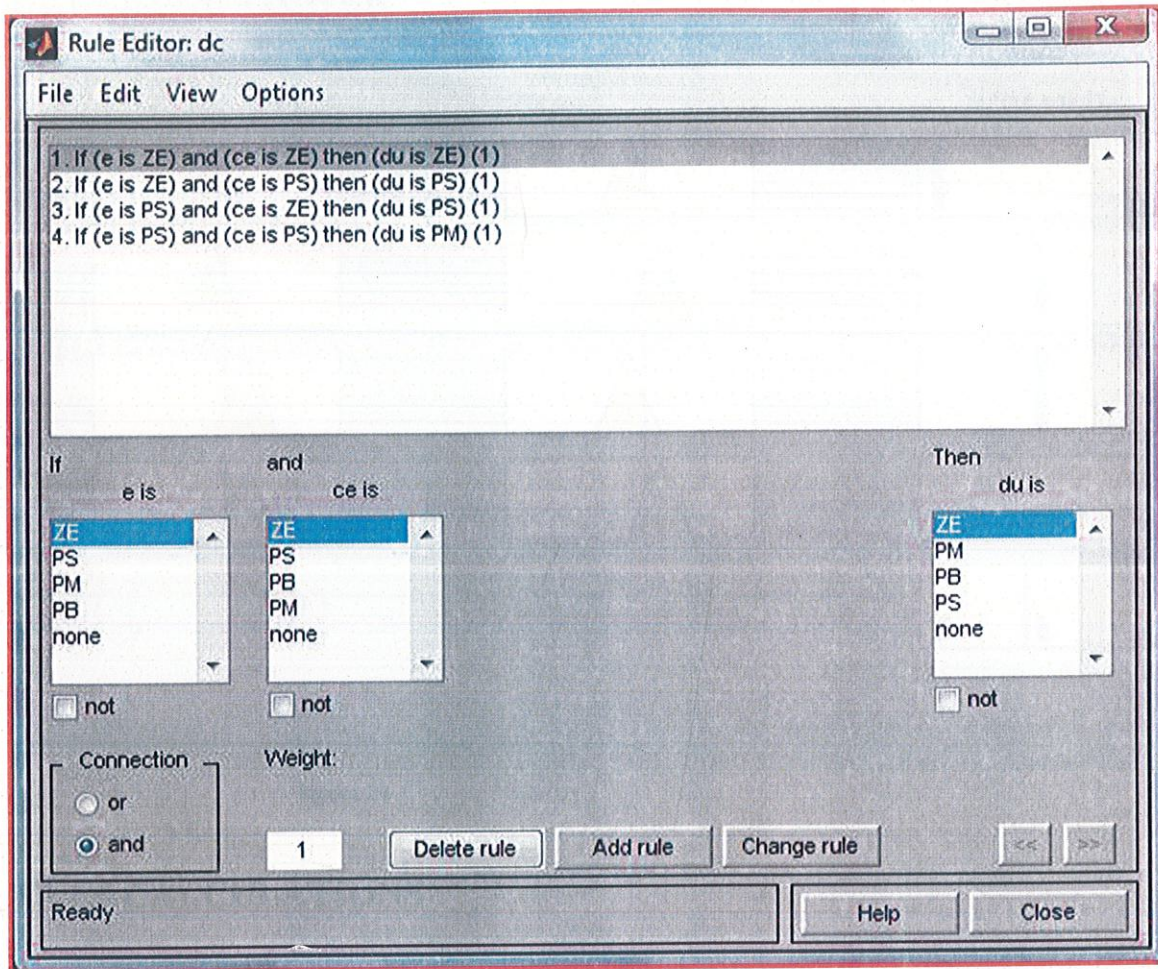 Rule Editor: dc
File Edit View Options
1. If (e is ZE) and (ce is ZE) then (du is ZE) (1)
2. If (e is ZE) and (ce is PS) then (du is PS) (1)
3. If (e is PS) and (ce is ZE) then (du is PS) (1)
4. If (e is PS) and (ce is PS) then (du is PM) (1)
If
e is
ZE
PS
PM
PB
none
not
and
ce is
ZE
PS
PB
PM
none
not
Then
du is
ZE
PM
PB
PS
none
not
Connection
or
and
Weight:
1
Delete rule
Add rule
Change rule
<<
>>
Ready
Help
Close